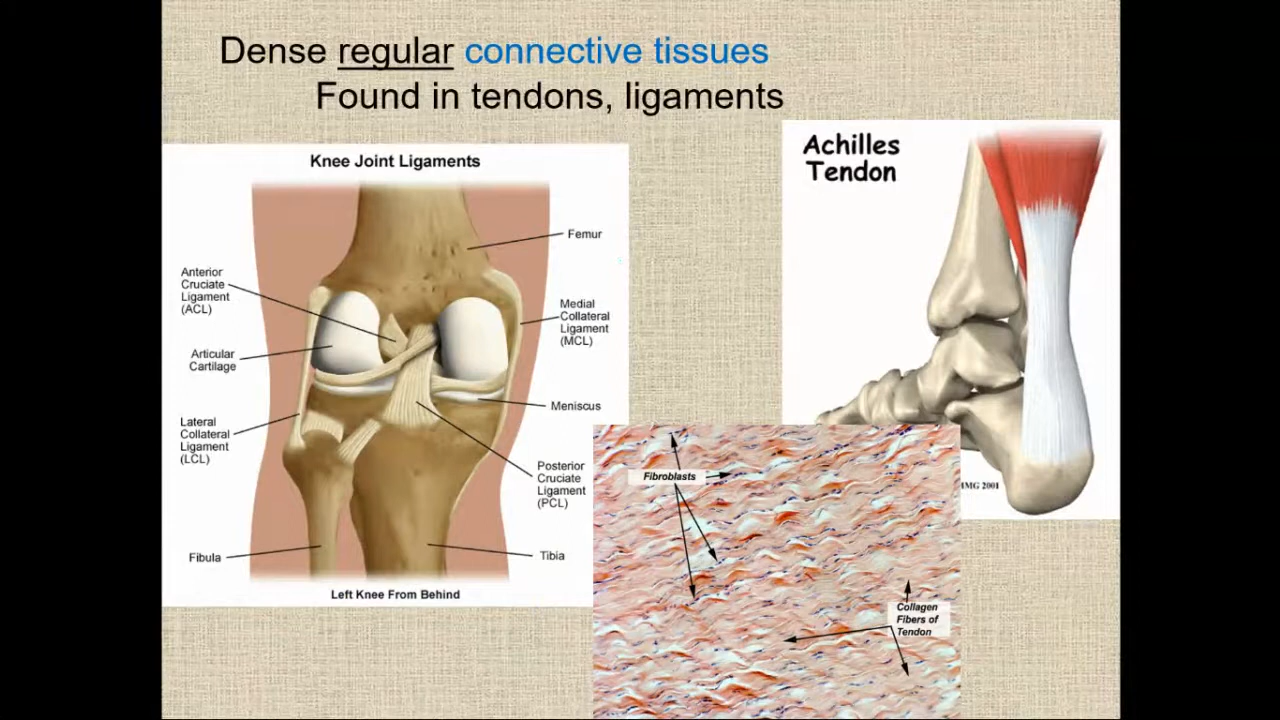 Dense regular connective tissues
Found in tendons, ligaments
Knee Joint Ligaments
Femur
Anterior
Cruciate
Ligament
(ACL)
Medial
Collateral
Ligament
(MCL)
Articular
Cartilage
Meniscus
Lateral
Collateral
Ligament
(LCL)
Posterior
Cruciate
Ligament
(PCL)
Fibula
Tibia
Left Knee From Behind
Achilles
Tendon
IMG 2001
Fibroblasts
Collagen
Fibers of
Tendon